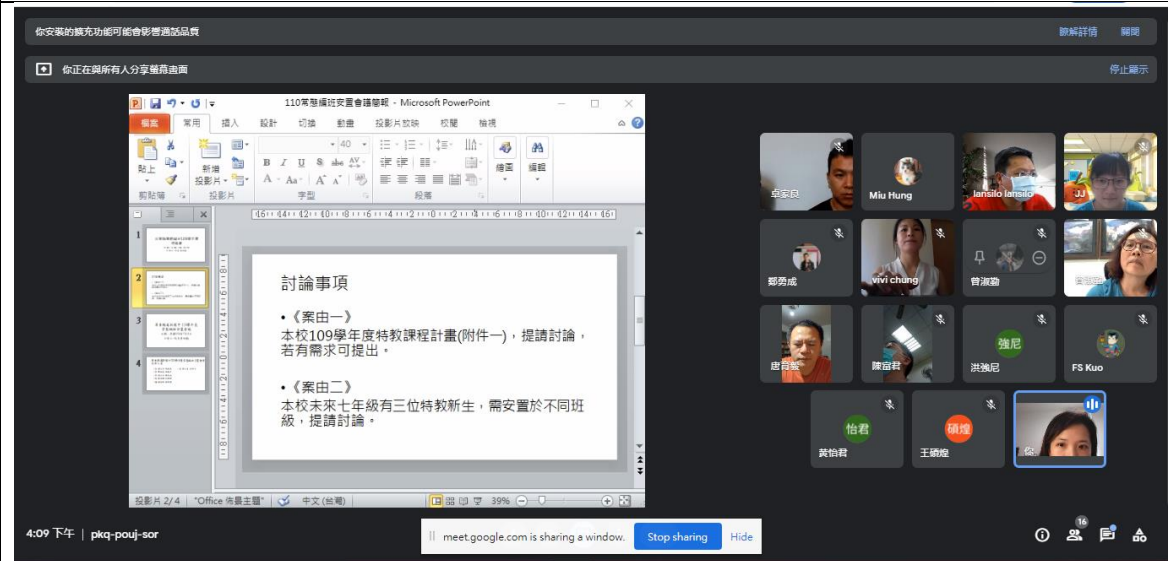 你安裝的擴充功能可能會影響通話品質
瞭解詳情 關閉
你正在與所有人分享螢幕畫面
停止顯示
110常態編班安置會議簡報 - Microsoft PowerPoint
檔案 常用 插入 設計 切換 動畫 投影片放映 校閱 檢視
貼上
新增
投影片
40
B I U S abc AV
A Aa A A
繪圖 編輯
剪貼簿 投影片 字型 段落
1
2
3
4
討論事項
•《案由一》
本校109學年度特教課程計畫(附件一)，提請討論，
若有需求可提出。
•《案由二》
本校未來七年級有三位特教新生，需安置於不同班
級，提請討論。
投影片 2/4 "Office 佈景主題" 中文 (台灣) 39%
卓家良 Miu Hung lansilo lansilo JJ
鄭勞成 vivi chung 曾淑勤
陳富君 強尼 洪強尼 FS Kuo
怡君 黃怡君 碩煌 王碩煌 你
4:09 下午 | pkq-pouj-sor
meet.google.com is sharing a window. Stop sharing Hide
16